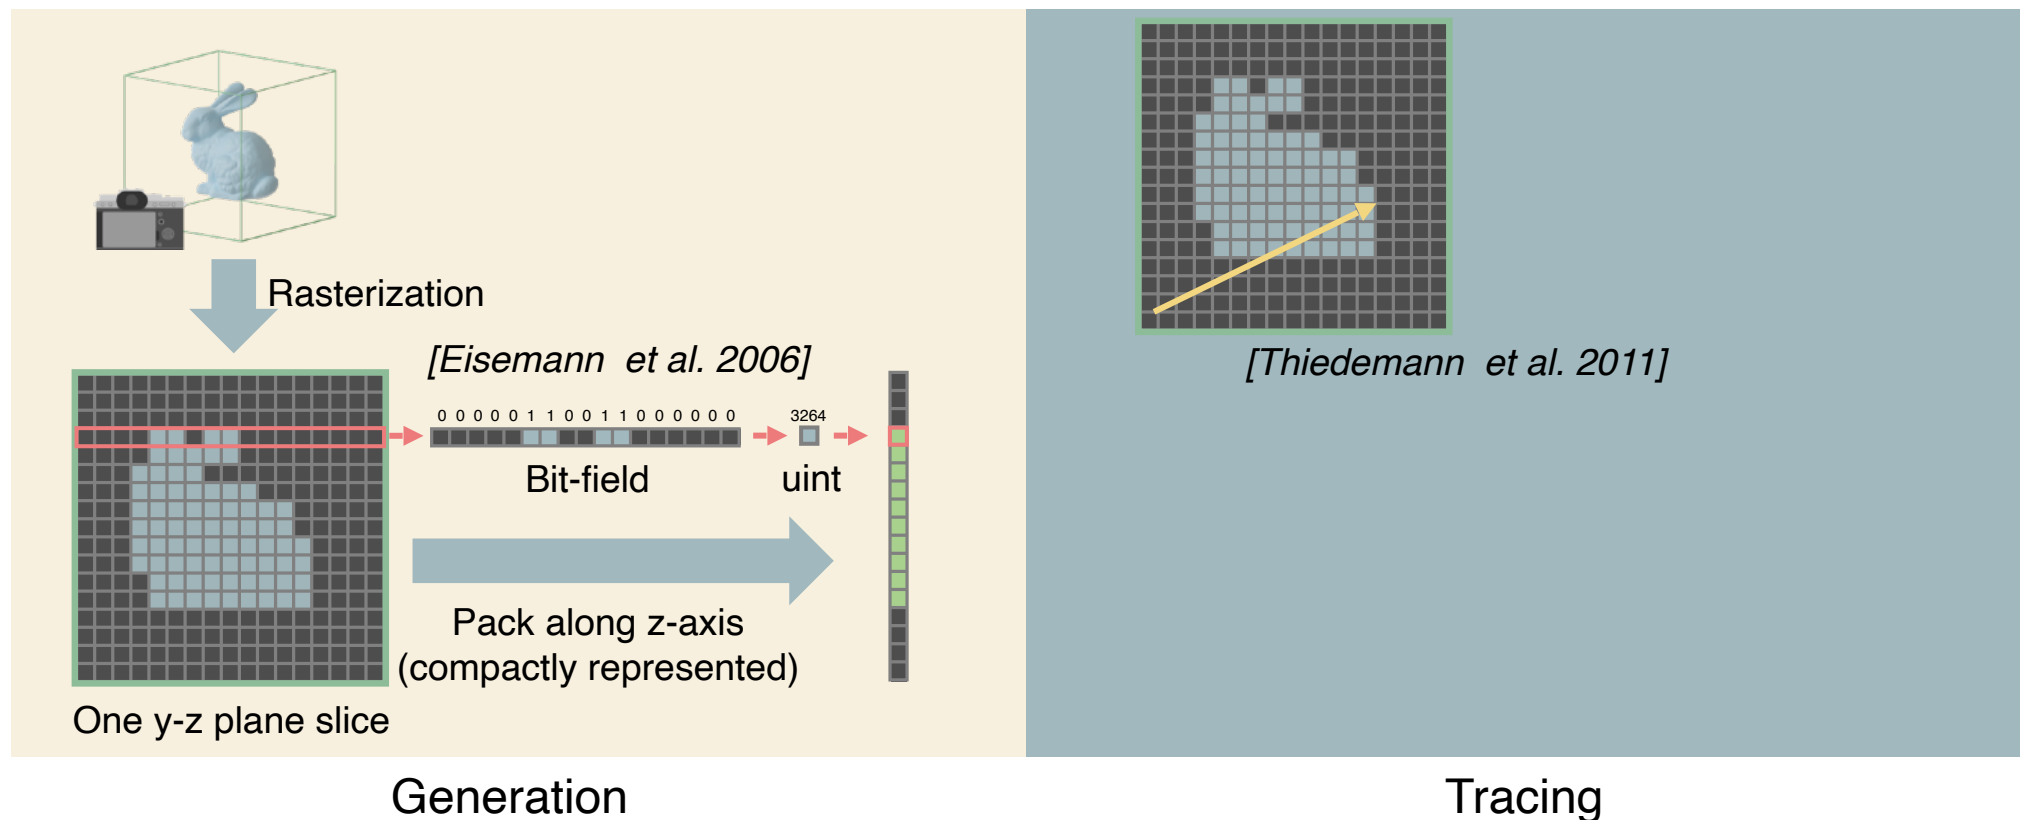 Rasterization
[Eisemann et al. 2006]
0 0 0 0 0 1 1 0 0 1 1 0 0 0 0 0 0
3264
Bit-field
uint
Pack along z-axis
(compactly represented)
One y-z plane slice
Generation
[Thiedemann et al. 2011]
Tracing